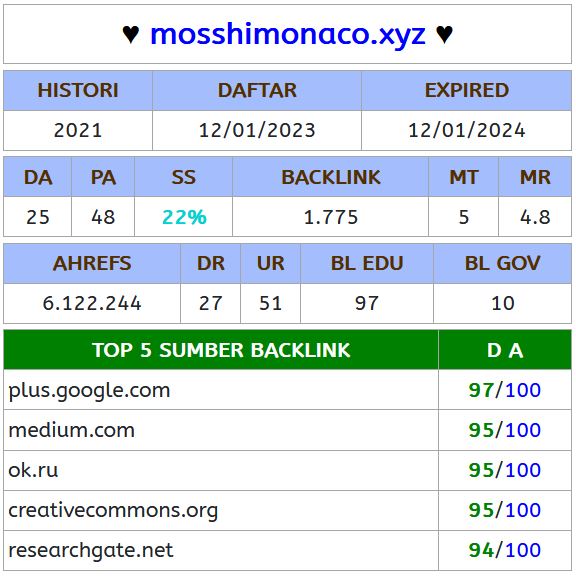 ♥ mosshimonaco.xyz ♥
HISTORI DAFTAR EXPIRED
2021 12/01/2023 12/01/2024
DA PA SS BACKLINK MT MR
25 48 22% 1.775 5 4.8
AHREFS DR UR BL EDU BL GOV
6.122.244 27 51 97 10
TOP 5 SUMBER BACKLINK D A
plus.google.com 97/100
medium.com 95/100
ok.ru 95/100
creativecommons.org 95/100
researchgate.net 94/100